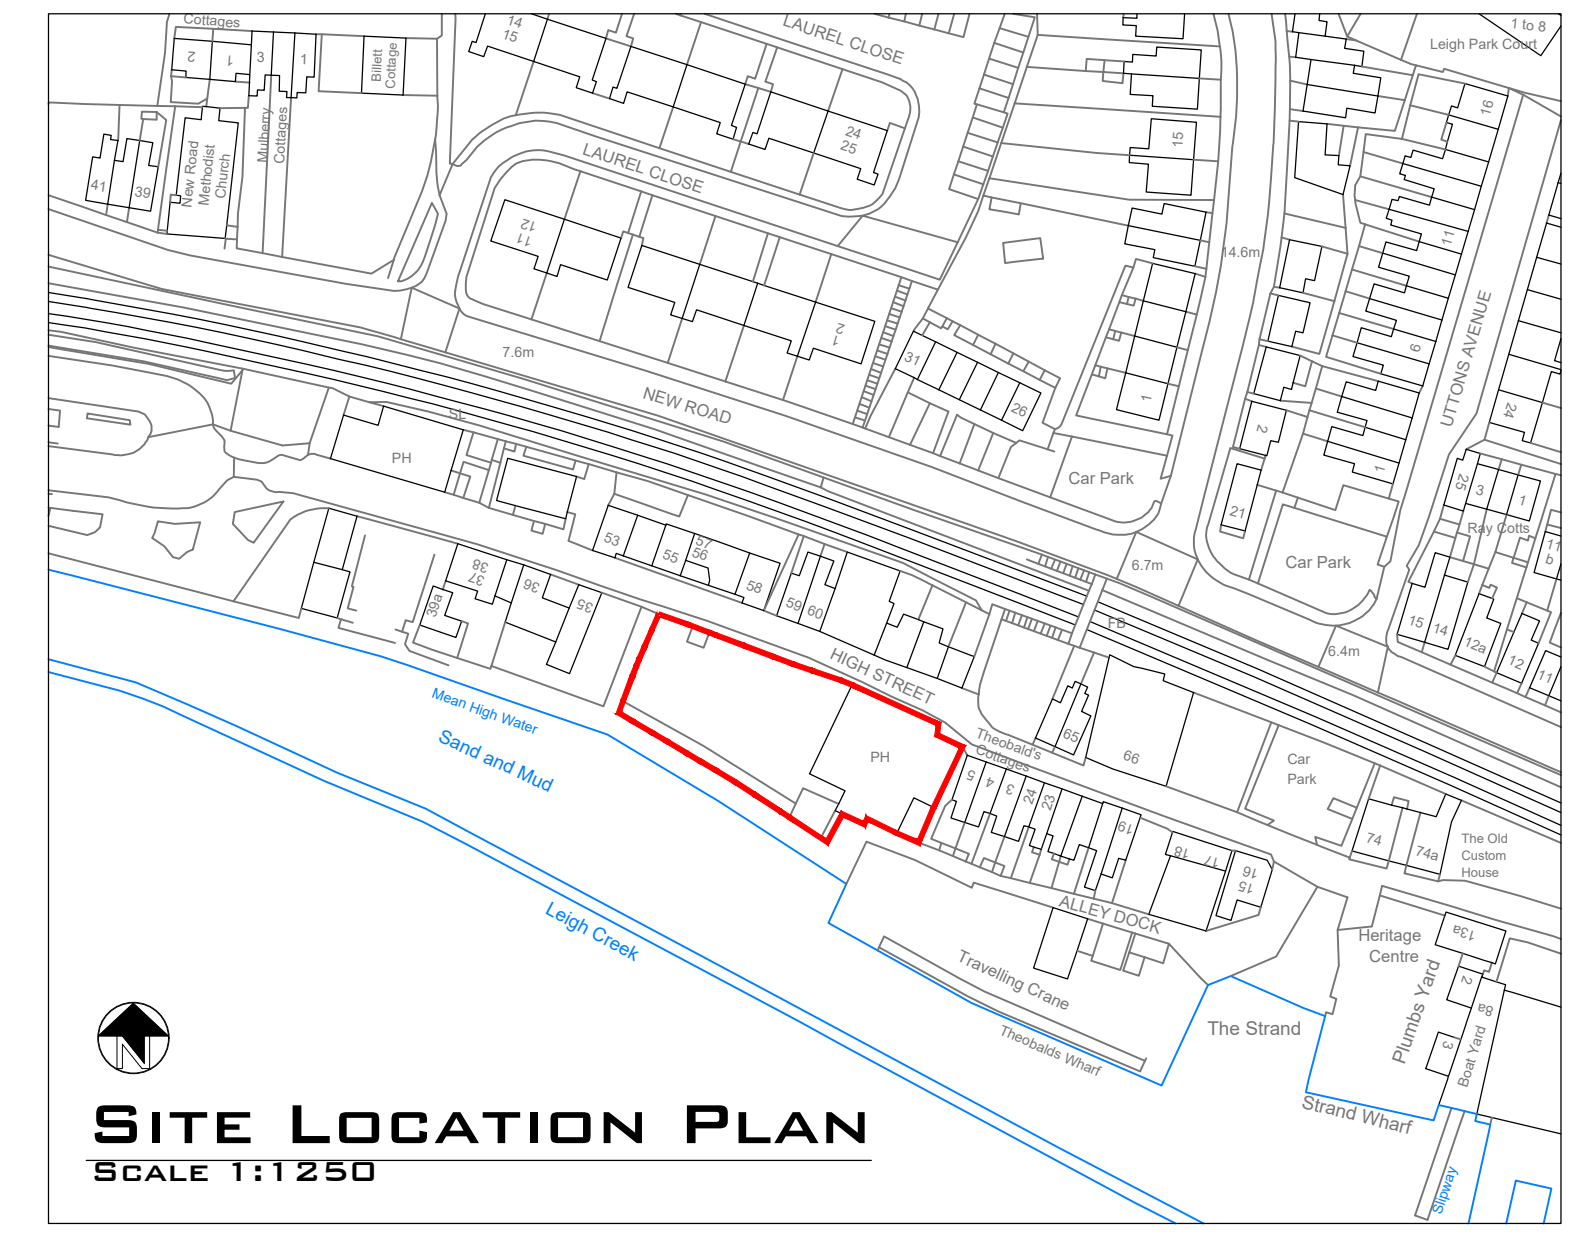 Cottages
2
1
3
1
Billett
Cottage
14
15
LAUREL CLOSE
1 to 8
Leigh Park Court
16
Mulberry
Cottages
New Road
Methodist
Church
41
39
24
25
15
LAUREL CLOSE
12
11
11
14.6m
2
1
UTTONS AVENUE
7.6m
31
26
1
9
24
NEW ROAD
SL
2
1
PH
Car Park
25
3
1
21
Ray Cotts
53
55
57
56
58
59
60
6.7m
Car Park
11
b
38
37
36
35
39a
FB
15
14
12a
12
11
6.4m
HIGH STREET
Mean High Water
Sand and Mud
PH
Theobald's
Cottages
65
66
Car
Park
5
4
3
24
23
19
18
17
16
15
74
74a
The Old
Custom
House
Leigh Creek
ALLEY DOCK
Heritage
Centre
13a
Travelling Crane
Theobalds Wharf
The Strand
Plumbs Yard
2
3
8a
Boat Yard
Strand Wharf
Slipway
N
SITE LOCATION PLAN
SCALE 1:1250